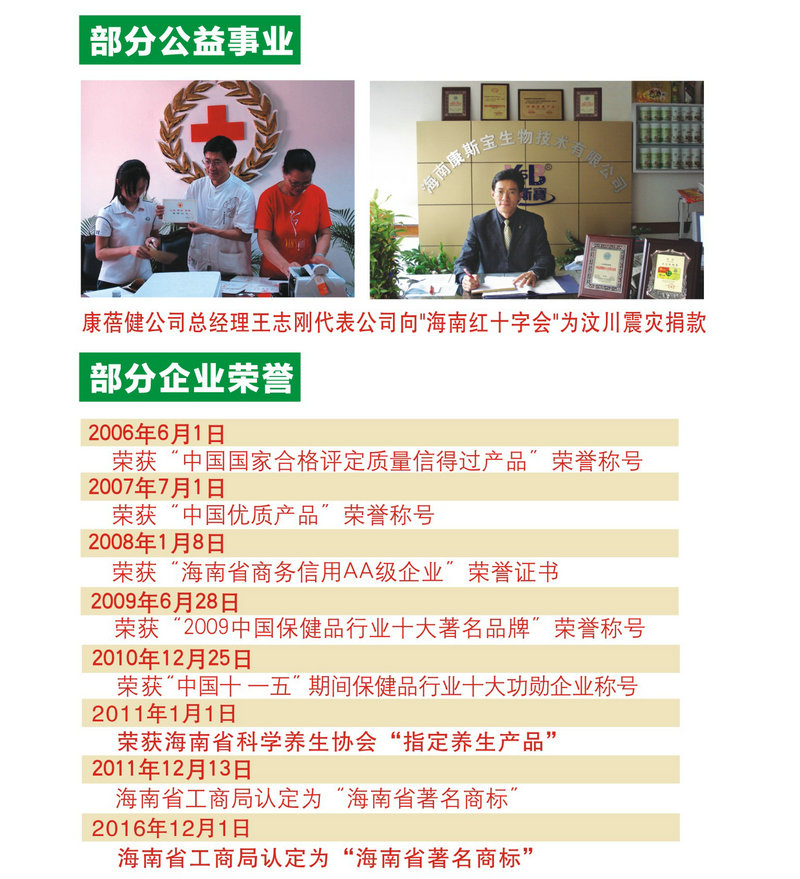 部分公益事业
海南康斯宝生物技术有限公司
康蓓健公司总经理王志刚代表公司向"海南红十字会"为汶川震灾捐款
部分企业荣誉
2006年6月1日
荣获“中国国家合格评定质量信得过产品”荣誉称号
2007年7月1日
荣获“中国优质产品”荣誉称号
2008年1月8日
荣获“海南省商务信用AA级企业”荣誉证书
2009年6月28日
荣获“2009中国保健品行业十大著名品牌”荣誉称号
2010年12月25日
荣获“中国十一五”期间保健品行业十大功勋企业称号
2011年1月1日
荣获海南省科学养生协会“指定养生产品”
2011年12月13日
海南省工商局认定为“海南省著名商标”
2016年12月1日
海南省工商局认定为“海南省著名商标”